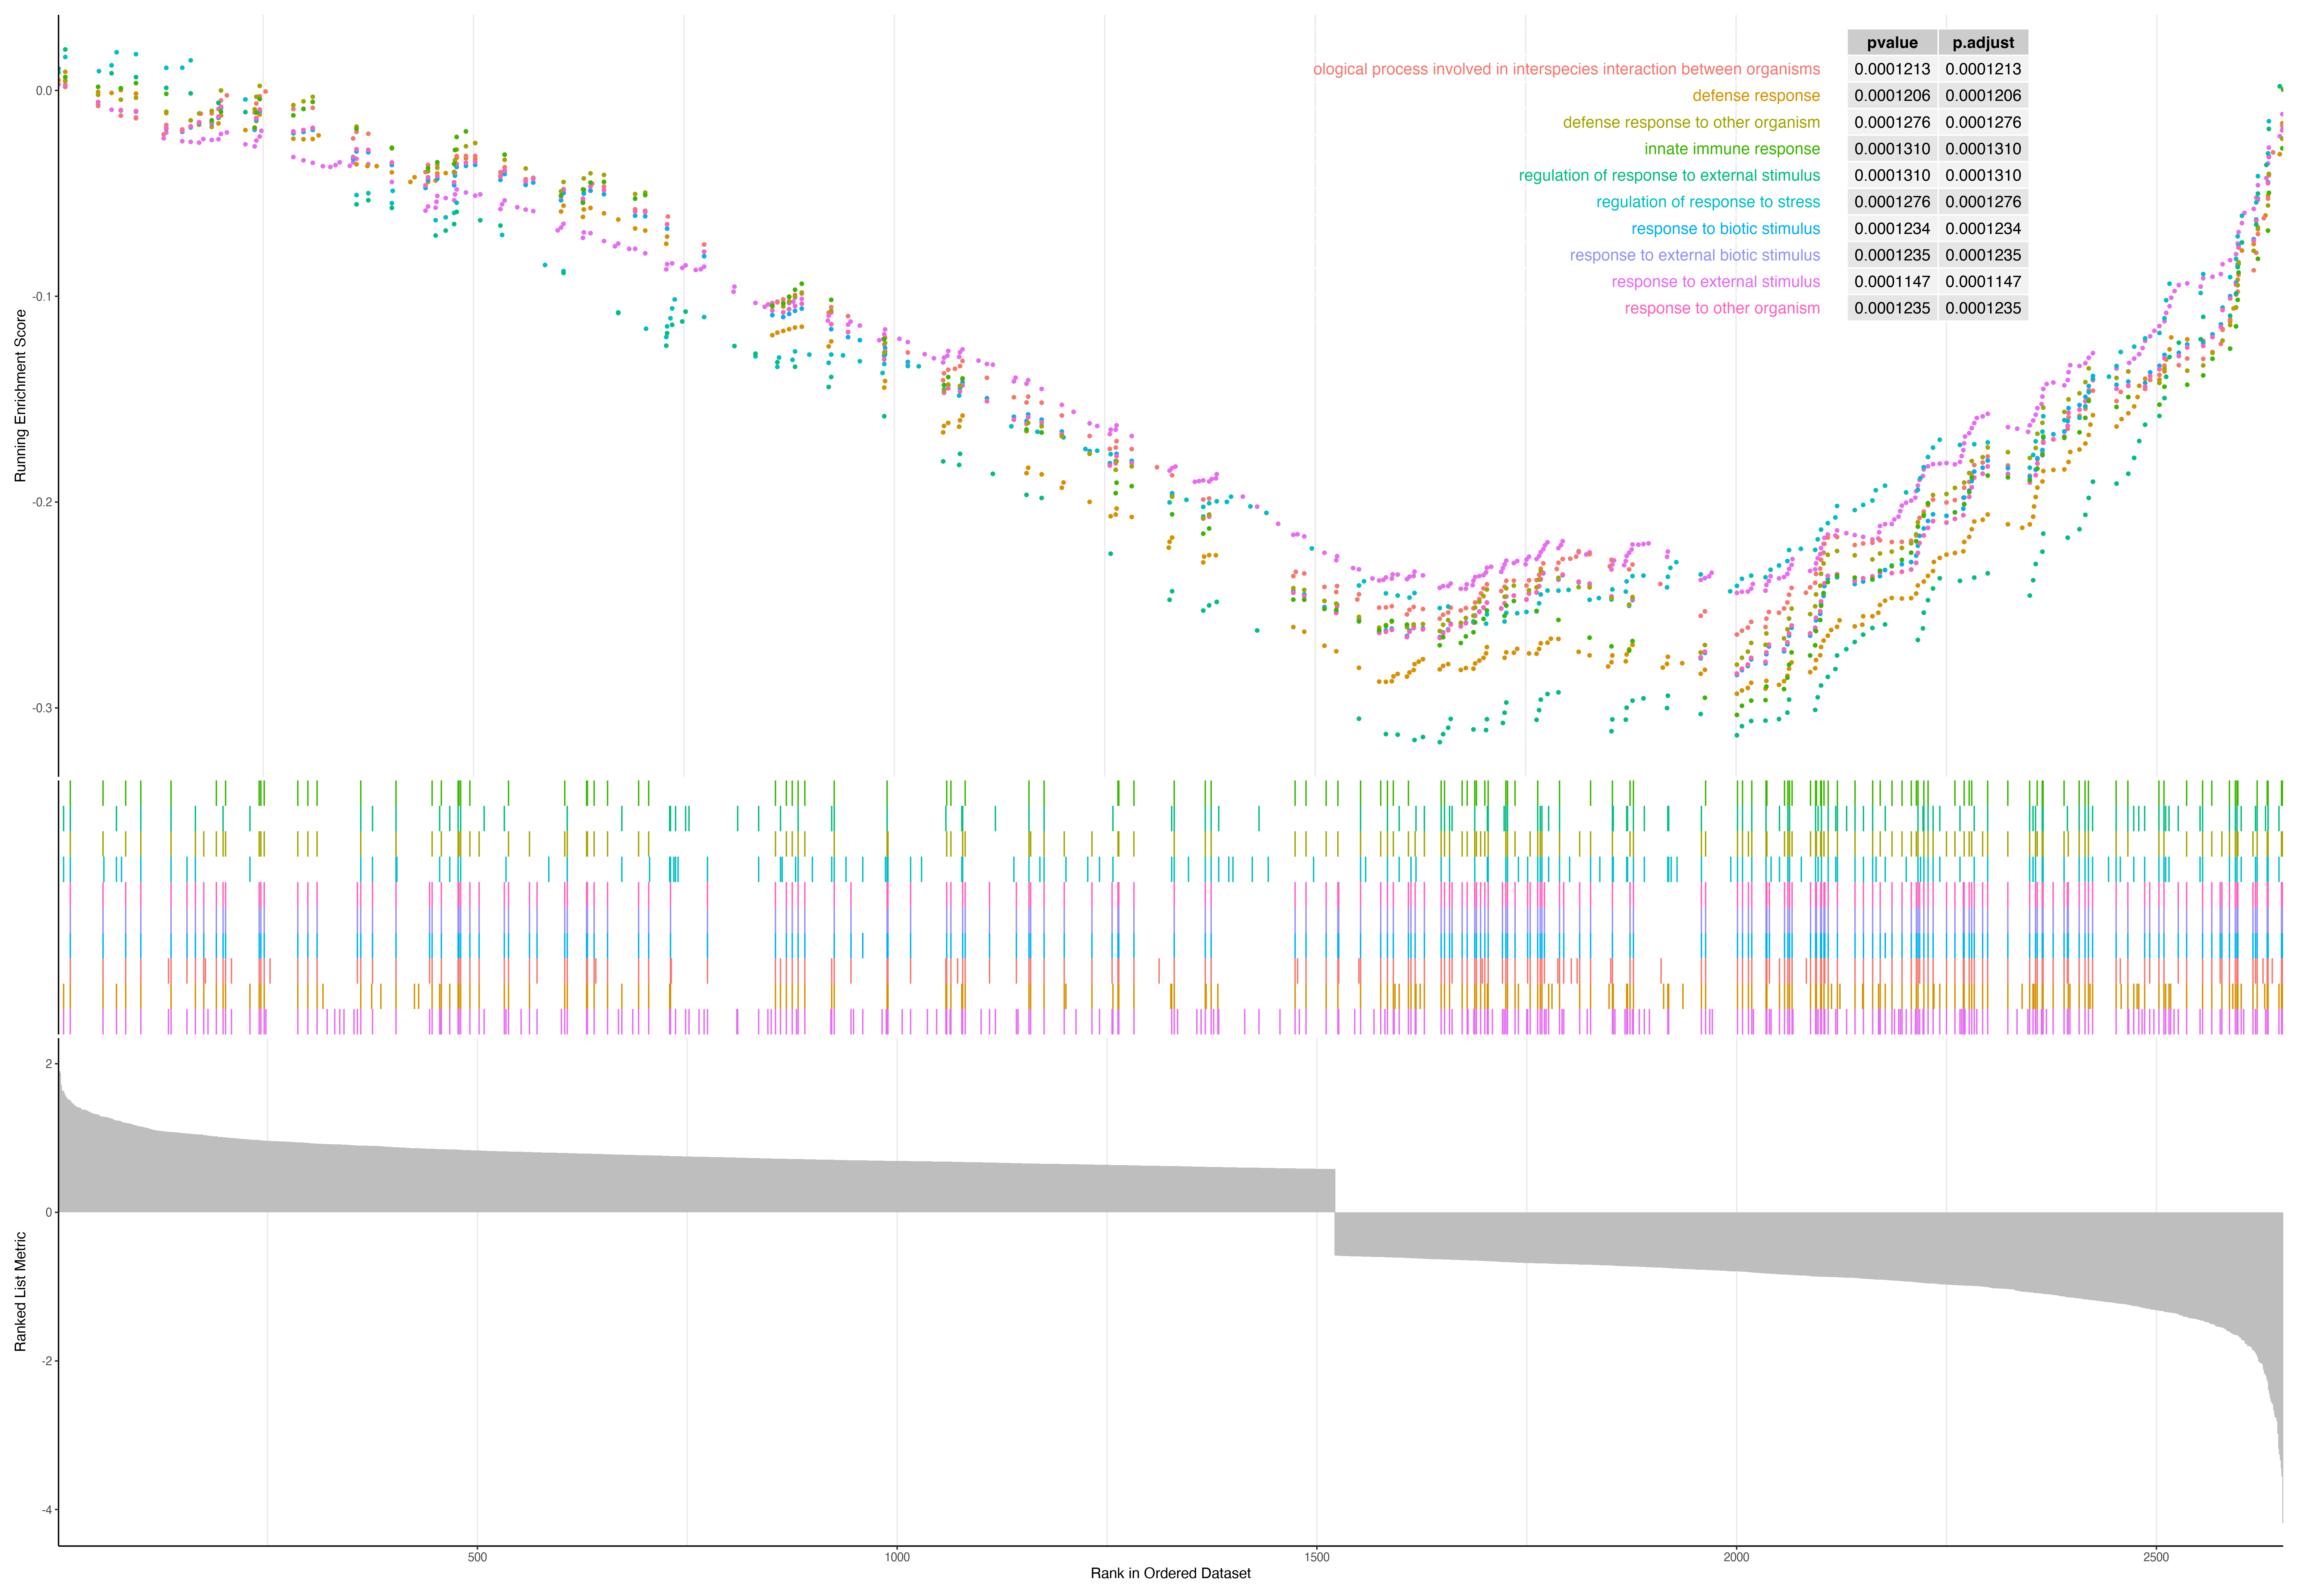 pvalue p.adjust
ological process involved in interspecies interaction between organisms 0.0001213 0.0001213
defense response 0.0001206 0.0001206
defense response to other organism 0.0001276 0.0001276
innate immune response 0.0001310 0.0001310
regulation of response to external stimulus 0.0001310 0.0001310
regulation of response to stress 0.0001276 0.0001276
response to biotic stimulus 0.0001234 0.0001234
response to external biotic stimulus 0.0001235 0.0001235
response to external stimulus 0.0001147 0.0001147
response to other organism 0.0001235 0.0001235
Running Enrichment Score
0.0
-0.1
-0.2
-0.3
Ranked List Metric
2
0
-2
-4
500 1000 1500 2000 2500
Rank in Ordered Dataset